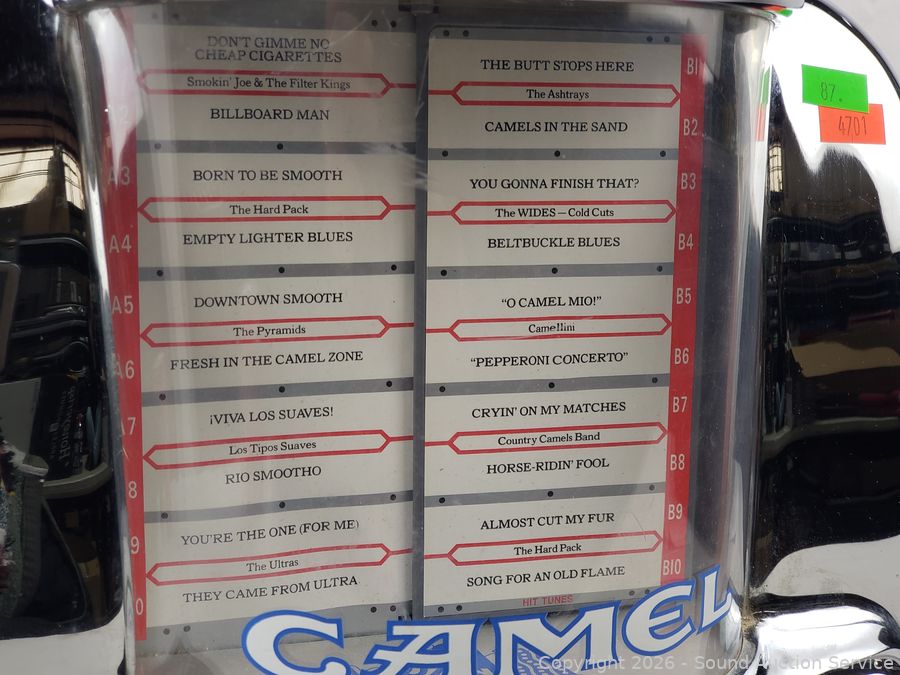 DON'T GIMME NO
CHEAP CIGARETTES
Smokin' Joe & The Filter Kings
BILLBOARD MAN
A3
BORN TO BE SMOOTH
The Hard Pack
A4
EMPTY LIGHTER BLUES
A5
DOWNTOWN SMOOTH
The Pyramids
A6
FRESH IN THE CAMEL ZONE
7
¡VIVA LOS SUAVES!
Los Tipos Suaves
8
RIO SMOOTHO
9
YOU'RE THE ONE (FOR ME)
The Ultras
THEY CAME FROM ULTRA
0
THE BUTT STOPS HERE
B1
The Ashtrays
CAMELS IN THE SAND
B2
YOU GONNA FINISH THAT?
B3
The WIDES — Cold Cuts
BELTBUCKLE BLUES
B4
"O CAMEL MIO!"
B5
Camellini
"PEPPERONI CONCERTO"
B6
CRYIN' ON MY MATCHES
B7
Country Camels Band
HORSE-RIDIN' FOOL
B8
ALMOST CUT MY FUR
B9
The Hard Pack
SONG FOR AN OLD FLAME
B10
HIT TUNES
CAMEL
87.
4701
Copyright 2026 - Sound Auction Service